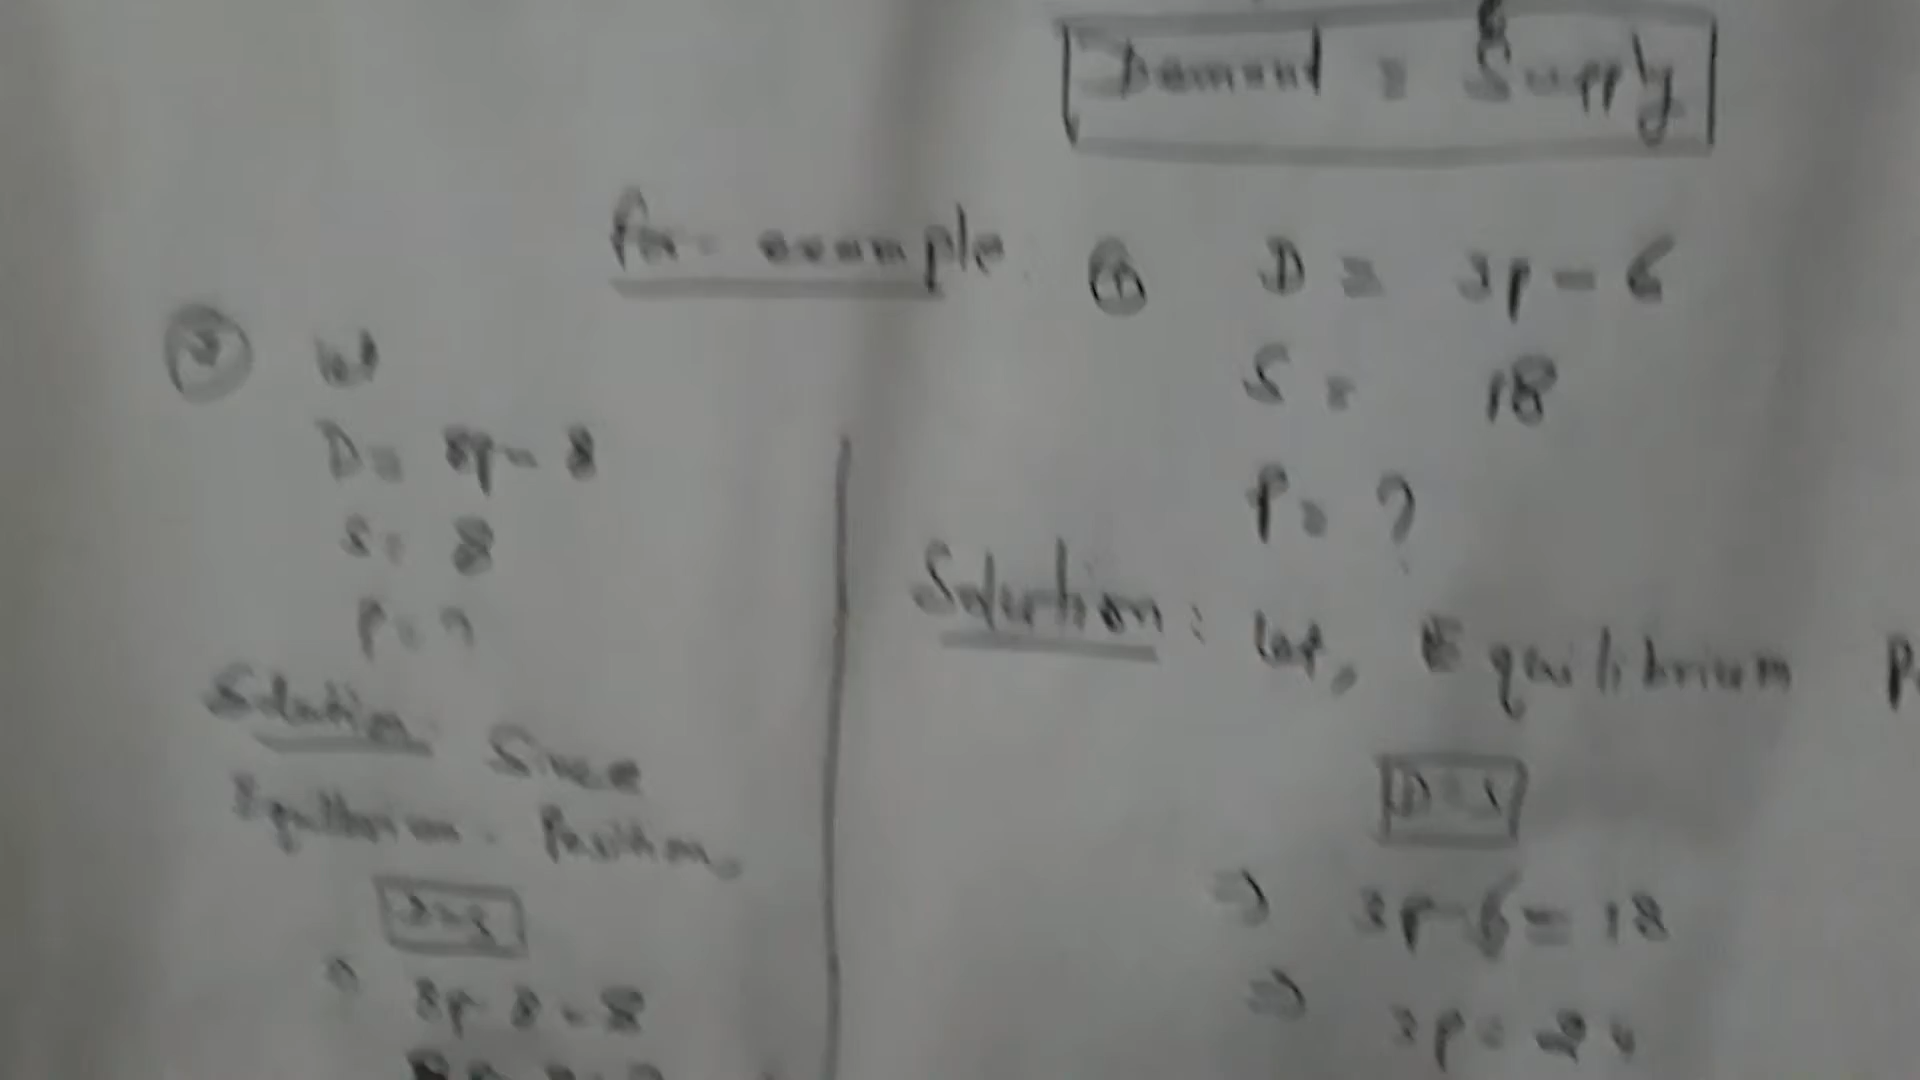 Demand = Supply
for example
① D = 3p - 6
S = 18
P = ?
Solution: let, Equilibrium
D = S
⇒ 3p - 6 = 18
⇒ 3p = 24
② let
D = 8p - 8
S = 8
P = ?
Solution Since
Equilibrium Position,
D = S
8p - 8 = 8